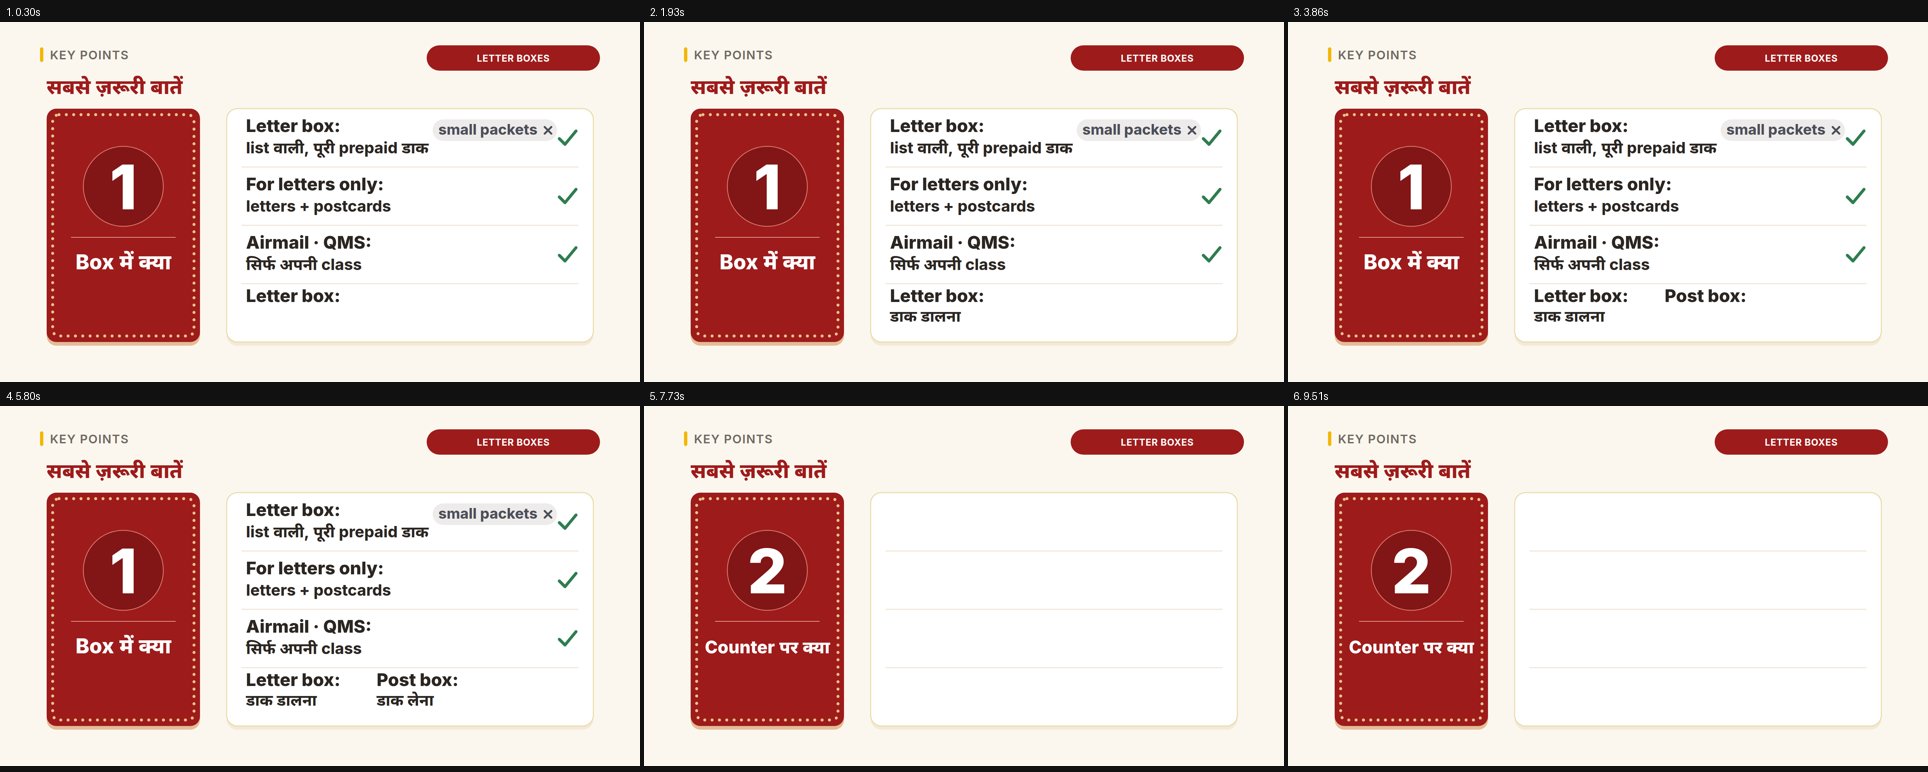 1. 0.30s
KEY POINTS
LETTER BOXES
सबसे ज़रूरी बातें
1
Box में क्या
Letter box:
small packets ×
list वाली, पूरी prepaid डाक
For letters only:
letters + postcards
Airmail · QMS:
सिर्फ अपनी class
Letter box:
2. 1.93s
KEY POINTS
LETTER BOXES
सबसे ज़रूरी बातें
1
Box में क्या
Letter box:
small packets ×
list वाली, पूरी prepaid डाक
For letters only:
letters + postcards
Airmail · QMS:
सिर्फ अपनी class
Letter box:
डाक डालना
3. 3.86s
KEY POINTS
LETTER BOXES
सबसे ज़रूरी बातें
1
Box में क्या
Letter box:
small packets ×
list वाली, पूरी prepaid डाक
For letters only:
letters + postcards
Airmail · QMS:
सिर्फ अपनी class
Letter box: Post box:
डाक डालना
4. 5.80s
KEY POINTS
LETTER BOXES
सबसे ज़रूरी बातें
1
Box में क्या
Letter box:
small packets ×
list वाली, पूरी prepaid डाक
For letters only:
letters + postcards
Airmail · QMS:
सिर्फ अपनी class
Letter box: Post box:
डाक डालना डाक लेना
5. 7.73s
KEY POINTS
LETTER BOXES
सबसे ज़रूरी बातें
2
Counter पर क्या
6. 9.51s
KEY POINTS
LETTER BOXES
सबसे ज़रूरी बातें
2
Counter पर क्या